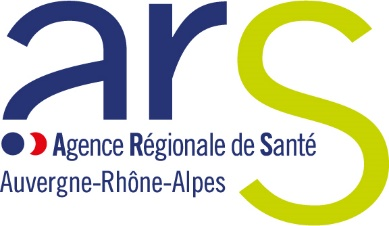 ars
Agence Régionale de Santé
Auvergne-Rhône-Alpes